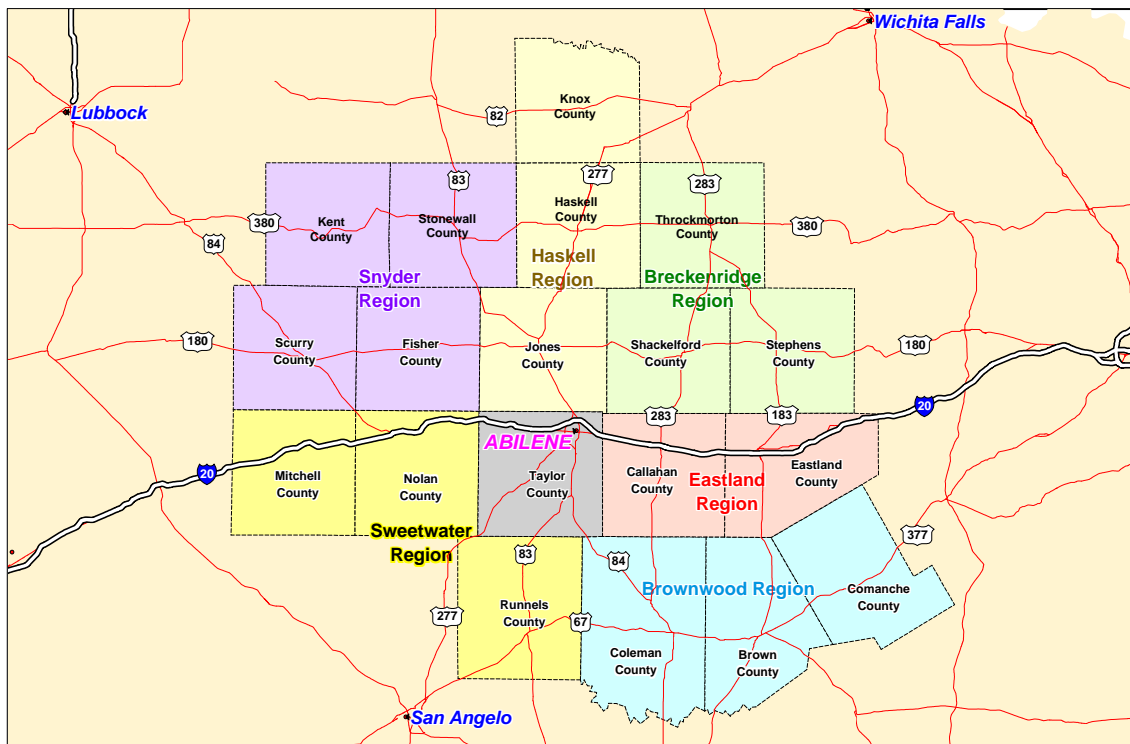 Wichita Falls
Lubbock
Knox
County
82
277
83
283
Haskell
County
Kent
County
Stonewall
County
Throckmorton
County
380
380
84
Haskell
Region
Snyder
Region
Breckenridge
Region
180
Scurry
County
Fisher
County
Jones
County
Shackelford
County
Stephens
County
180
20
283
183
ABILENE
20
Mitchell
County
Nolan
County
Taylor
County
Callahan
County
Eastland
County
Eastland
Region
Sweetwater
Region
83
84
377
Brownwood Region
Comanche
County
277
Runnels
County
67
Coleman
County
Brown
County
San Angelo